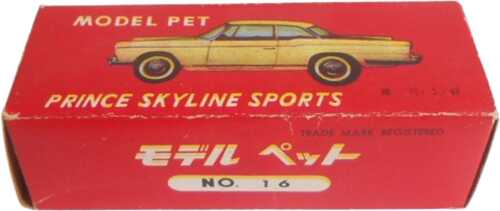 MODEL PET
PRINCE SKYLINE SPORTS
TRADE MARK REGISTERED
モデル ペット
NO. 16